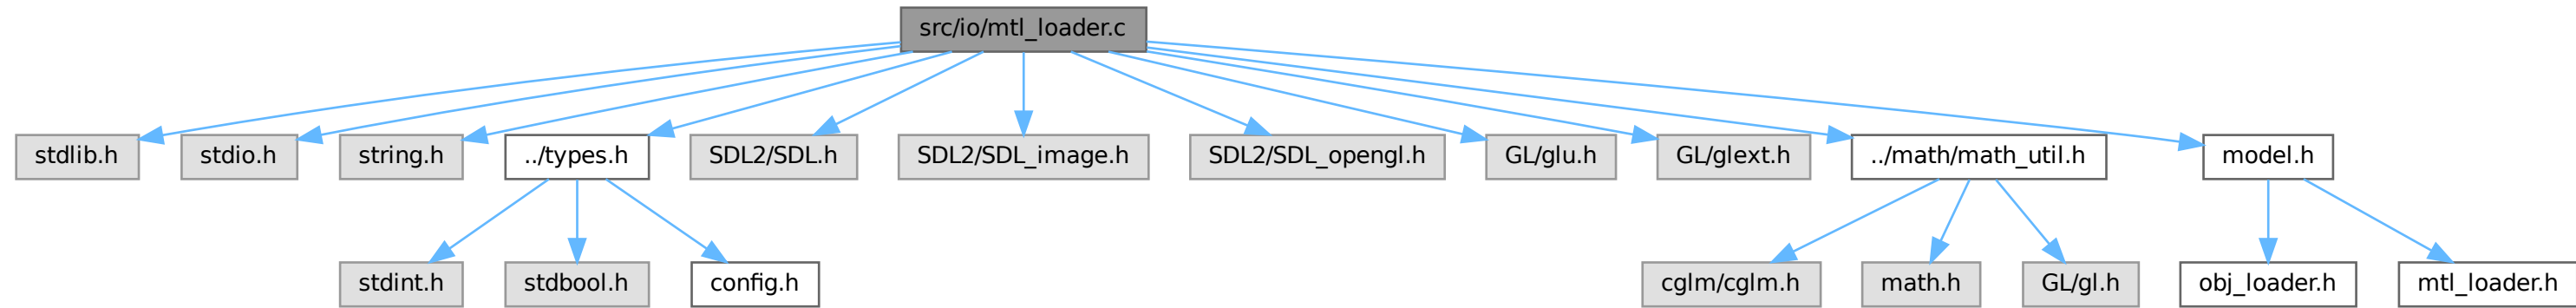 src/io/mtl_loader.c
stdlib.h
stdio.h
string.h
../types.h
SDL2/SDL.h
SDL2/SDL_image.h
SDL2/SDL_opengl.h
GL/glu.h
GL/glext.h
../math/math_util.h
model.h
stdint.h
stdbool.h
config.h
cglm/cglm.h
math.h
GL/gl.h
obj_loader.h
mtl_loader.h